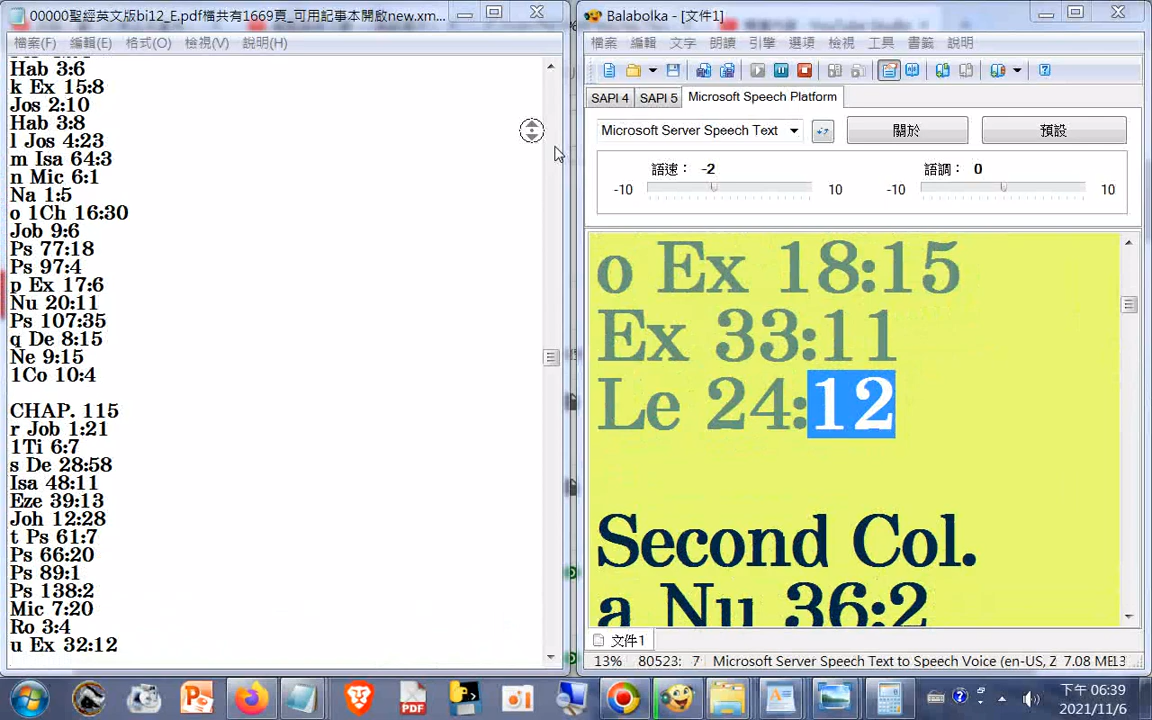 00000聖經英文版bi12_E.pdf檔共有1669頁_可用記事本開啟new.xm...
檔案(F) 編輯(E) 格式(O) 檢視(V) 說明(H)
Hab 3:6
k Ex 15:8
Jos 2:10
Hab 3:8
l Jos 4:23
m Isa 64:3
n Mic 6:1
Na 1:5
o 1Ch 16:30
Job 9:6
Ps 77:18
Ps 97:4
p Ex 17:6
Nu 20:11
Ps 107:35
q De 8:15
Ne 9:15
1Co 10:4
CHAP. 115
r Job 1:21
1Ti 6:7
s De 28:58
Isa 48:11
Eze 39:13
Joh 12:28
t Ps 61:7
Ps 66:20
Ps 89:1
Ps 138:2
Mic 7:20
Ro 3:4
u Ex 32:12
Balabolka - [文件1]
檔案 編輯 文字 朗讀 引擎 選項 檢視 工具 書籤 說明
SAPI 4 SAPI 5 Microsoft Speech Platform
Microsoft Server Speech Text 關於 預設
語速： -2 語調： 0
-10 10 -10 10
o Ex 18:15
Ex 33:11
Le 24:12
Second Col.
a Nu 36:2
文件1
13% 80523: 7 Microsoft Server Speech Text to Speech Voice (en-US, Z 7.08 ME
PDF
下午 06:39
2021/11/6